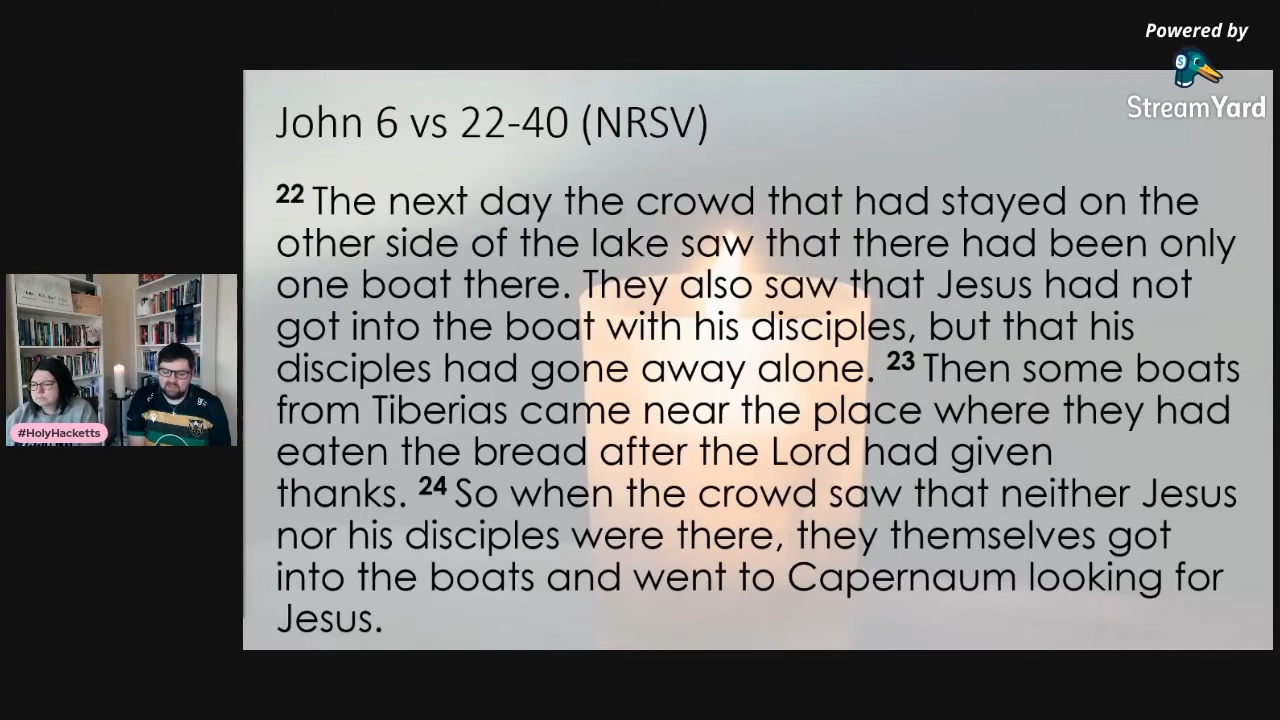 Powered by
StreamYard
John 6 vs 22-40 (NRSV)
22 The next day the crowd that had stayed on the
other side of the lake saw that there had been only
one boat there. They also saw that Jesus had not
got into the boat with his disciples, but that his
disciples had gone away alone. 23 Then some boats
from Tiberias came near the place where they had
eaten the bread after the Lord had given
thanks. 24 So when the crowd saw that neither Jesus
nor his disciples were there, they themselves got
into the boats and went to Capernaum looking for
Jesus.
#HolyHacketts